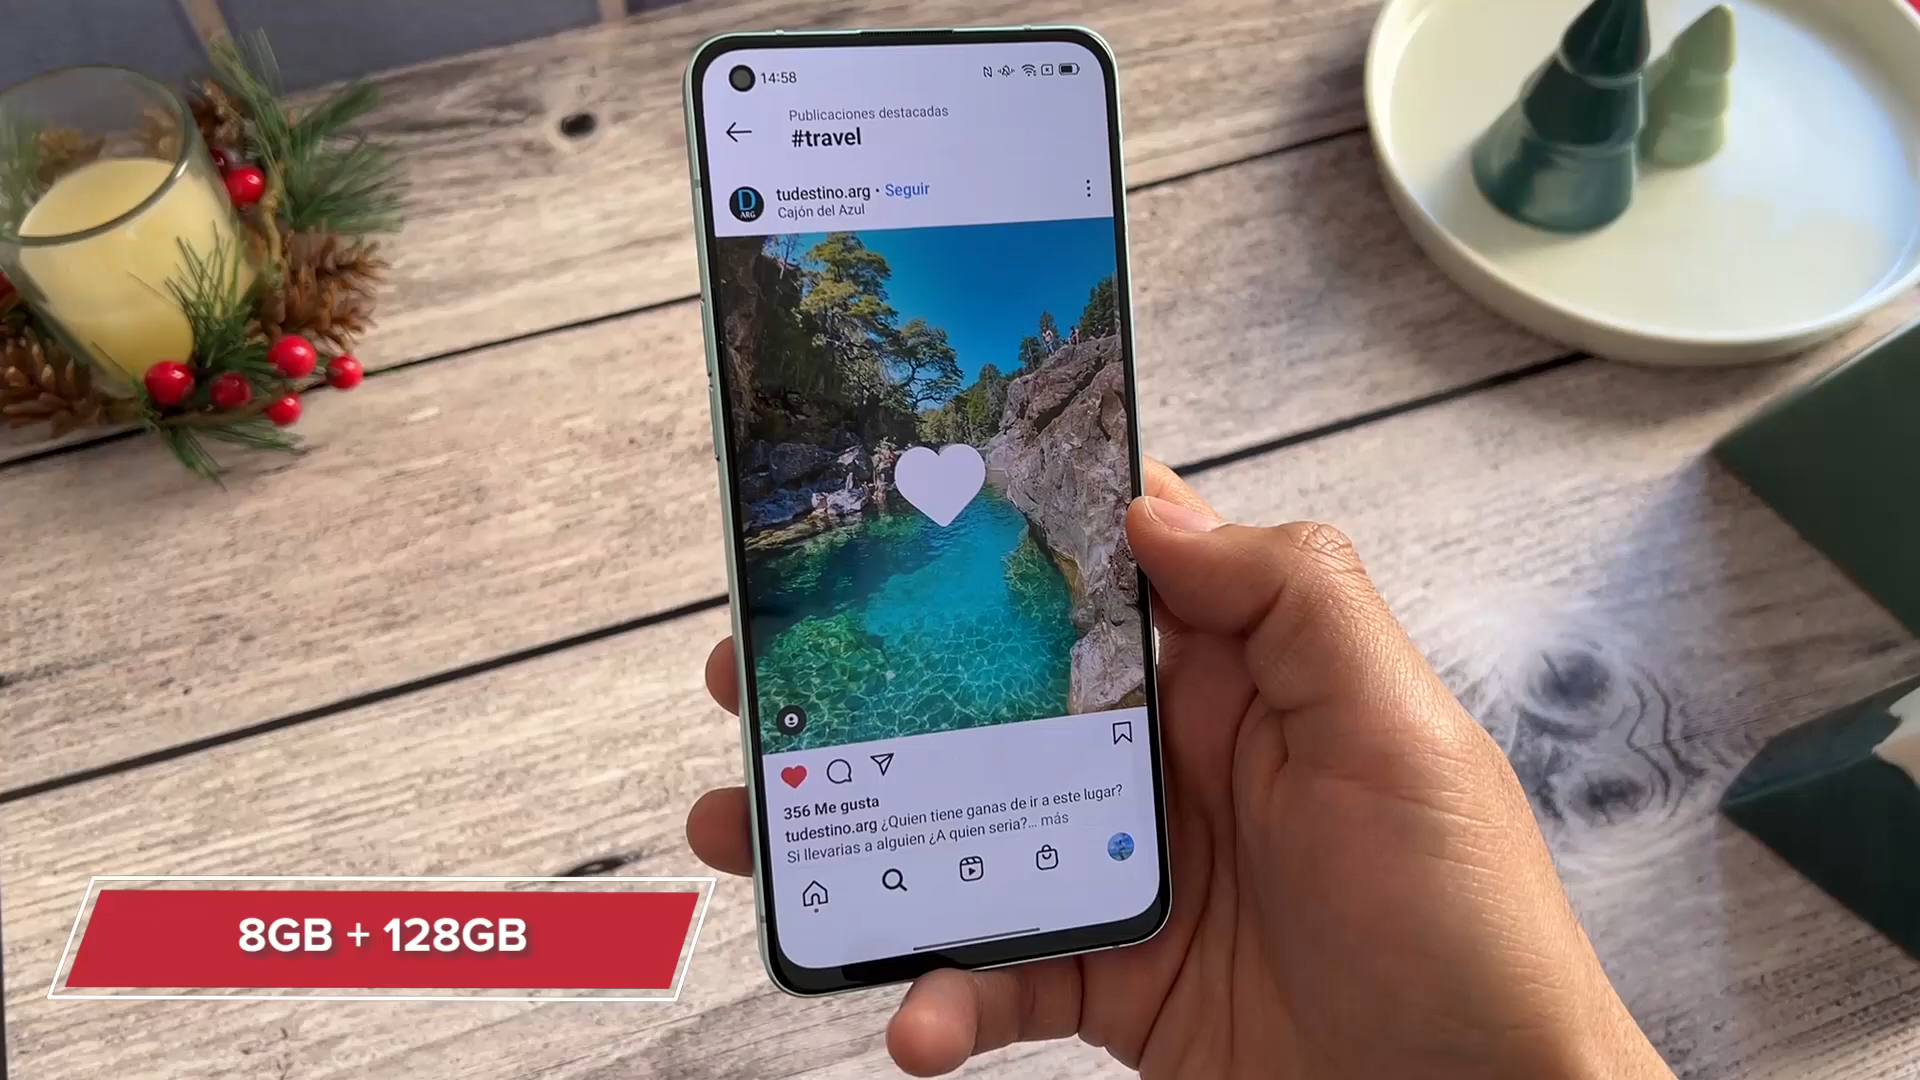 14:58
Publicaciones destacadas
#travel
D
ARG
tudestino.arg • Seguir
Cajón del Azul
356 Me gusta
tudestino.arg ¿Quien tiene ganas de ir a este lugar?
Si llevarias a alguien ¿A quien seria?... más
8GB + 128GB